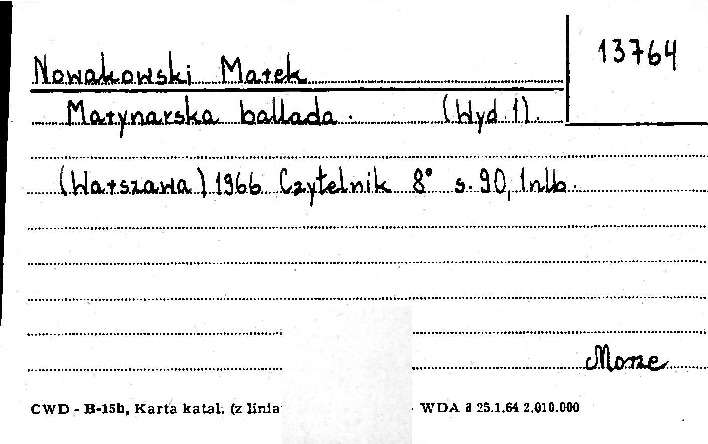 13764
Nowakowski Marek
Marynarska ballada. (Wyd. 1).
(Warszawa) 1966 Czytelnik 8° s. 90, 1nlb.
Morze
CWD - B-15b, Karta katal. (z linia WDA 25.1.64 2.010.000